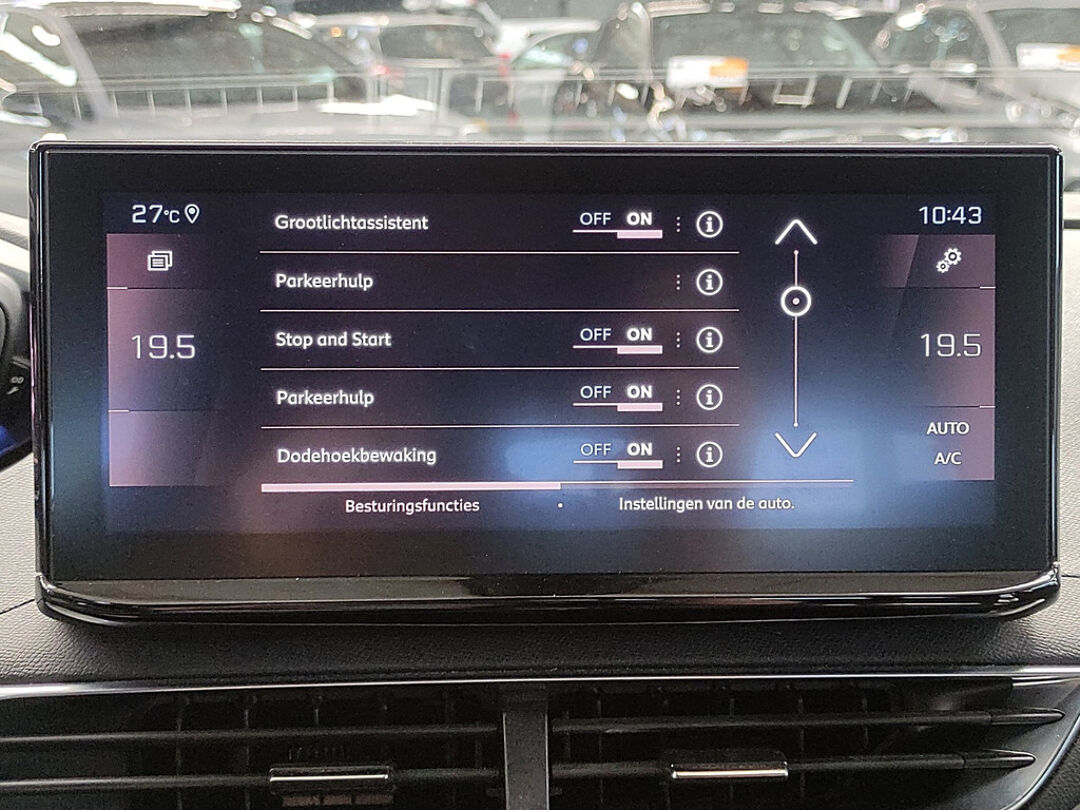 27°C
10:43
Grootlichtassistent OFF ON
Parkeerhulp
19.5
Stop and Start OFF ON
19.5
Parkeerhulp OFF ON
AUTO
Dodehoekbewaking OFF ON
A/C
Besturingsfuncties • Instellingen van de auto.